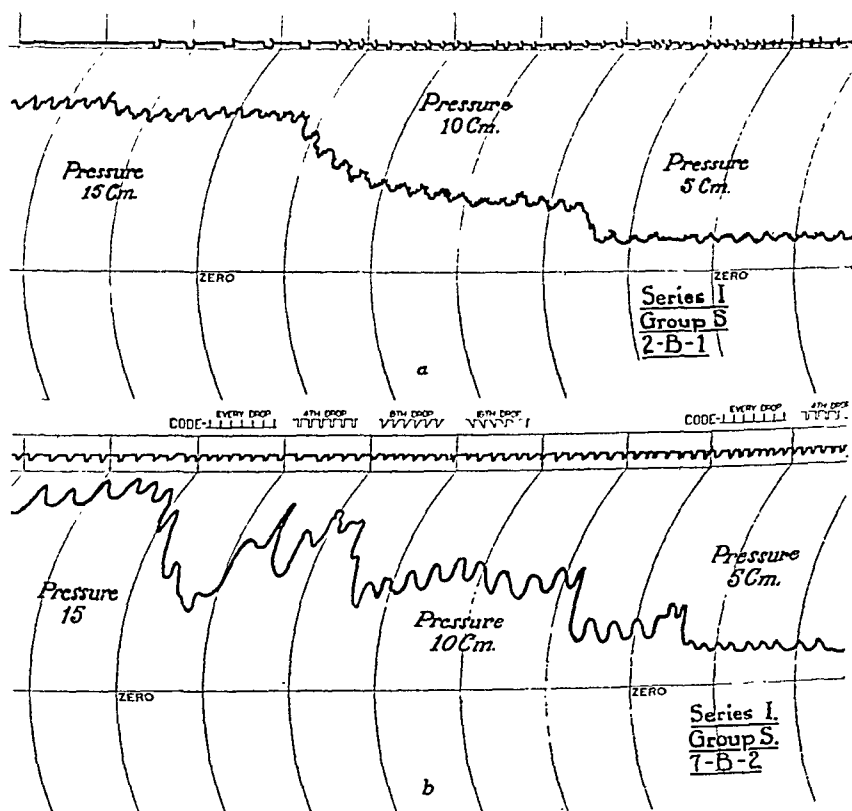 Pressure
10 Cm.
Pressure
15 Cm.
Pressure
5 Cm.
ZERO
ZERO
Series I
Group S
2-B-1
a
CODE- EVERY DROP
4TH DROP
8TH DROP
16TH DROP
CODE- EVERY DROP
4TH DROP
Pressure
15
Pressure
10 Cm.
Pressure
5 Cm.
ZERO
ZERO
Series I.
Group S.
7-B-2
b